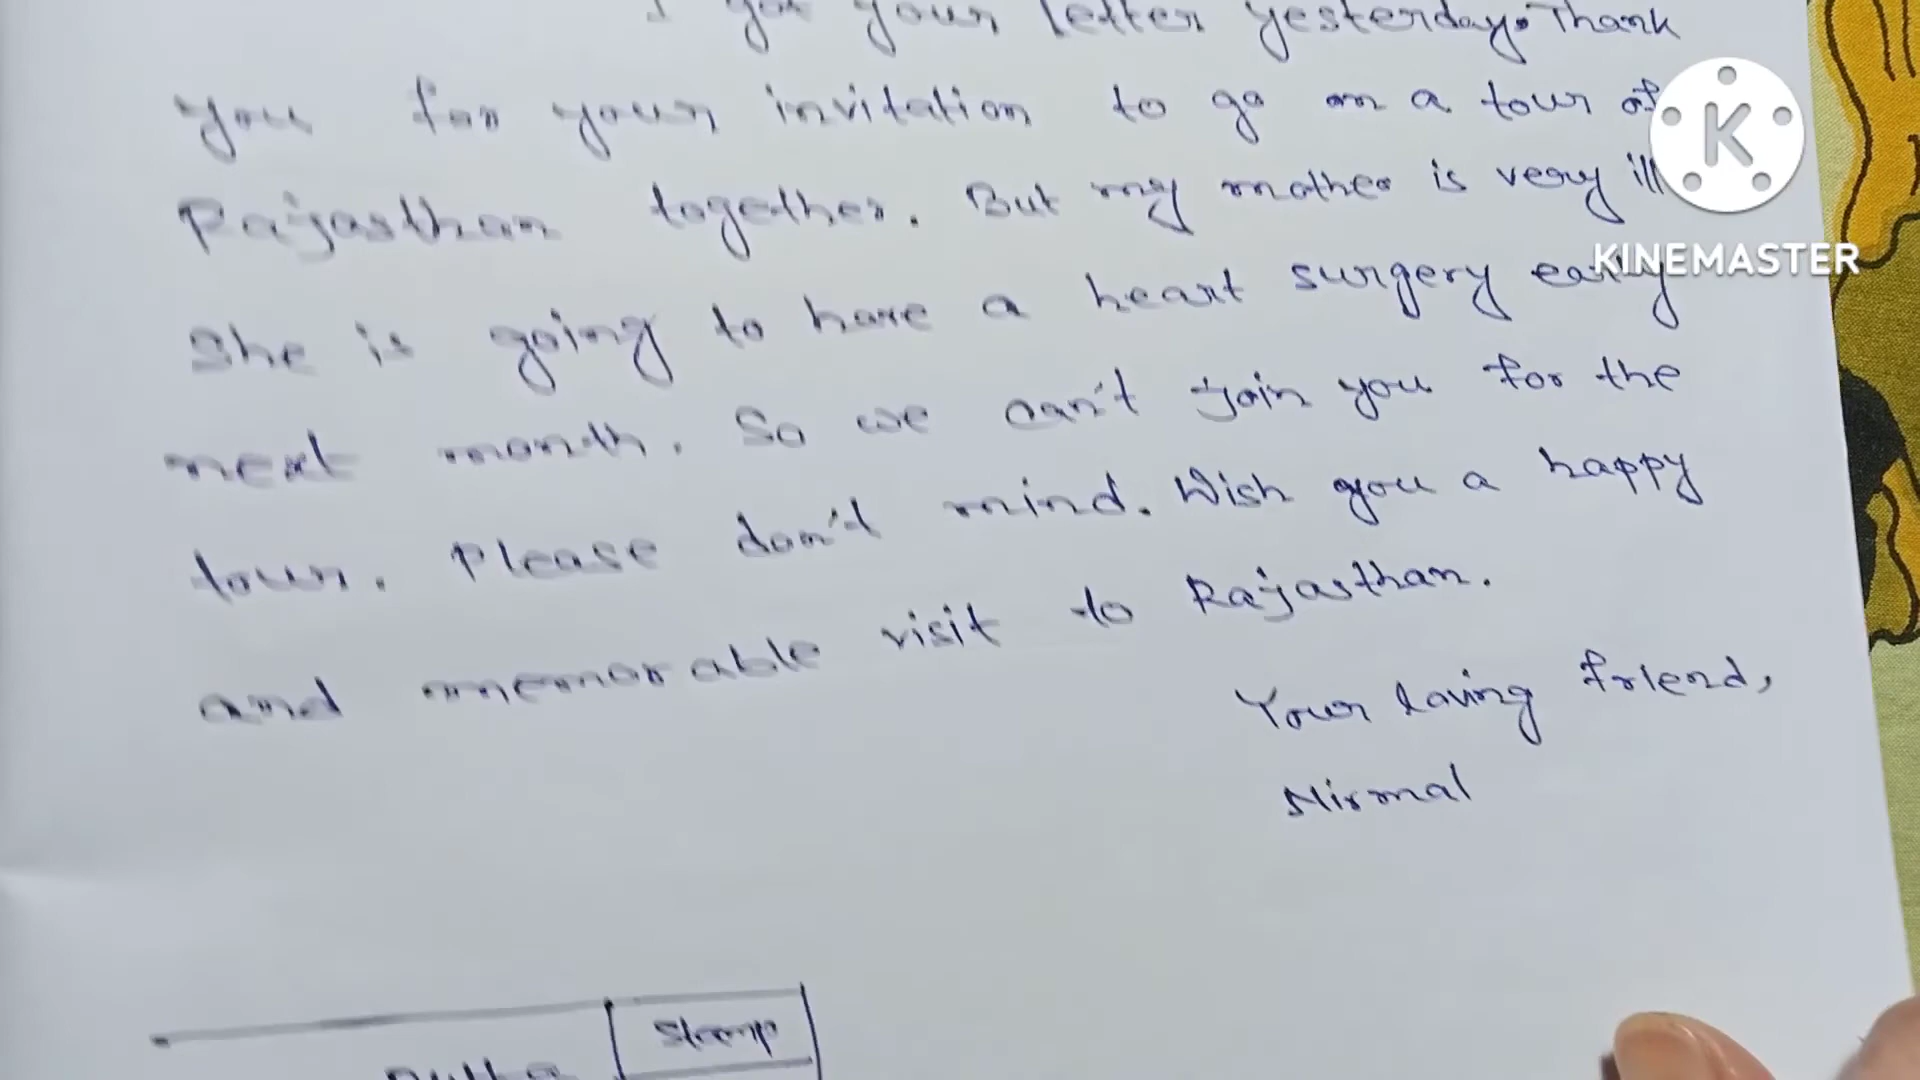 I got your letter yesterday. Thank
you for your invitation to go on a tour of
Rajasthan together. But my mother is very ill
She is going to have a heart surgery early
next month. So we can't join you for the
tour. Please don't mind. Wish you a happy
and memorable visit to Rajasthan.
Your loving friend,
Nirmal
Stamp
K
KINEMASTER